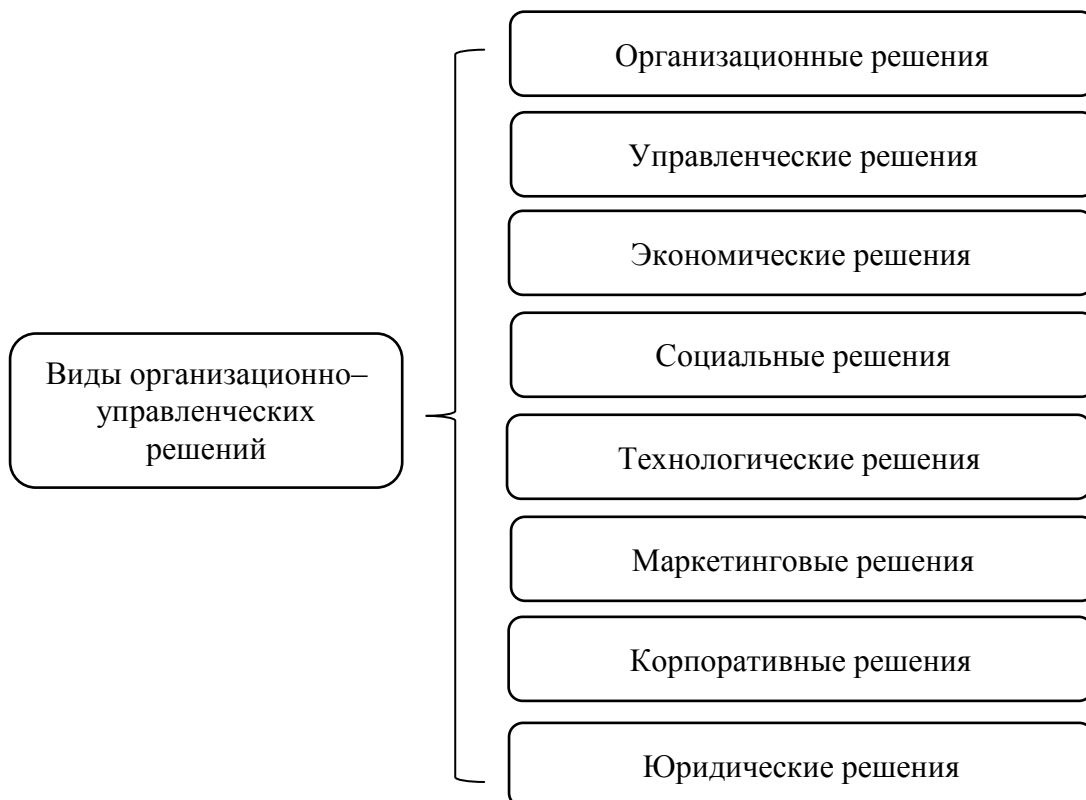 Организационные решения
Управленческие решения
Экономические решения
Социальные решения
Виды организационно–
управленческих
решений
Технологические решения
Маркетинговые решения
Корпоративные решения
Юридические решения